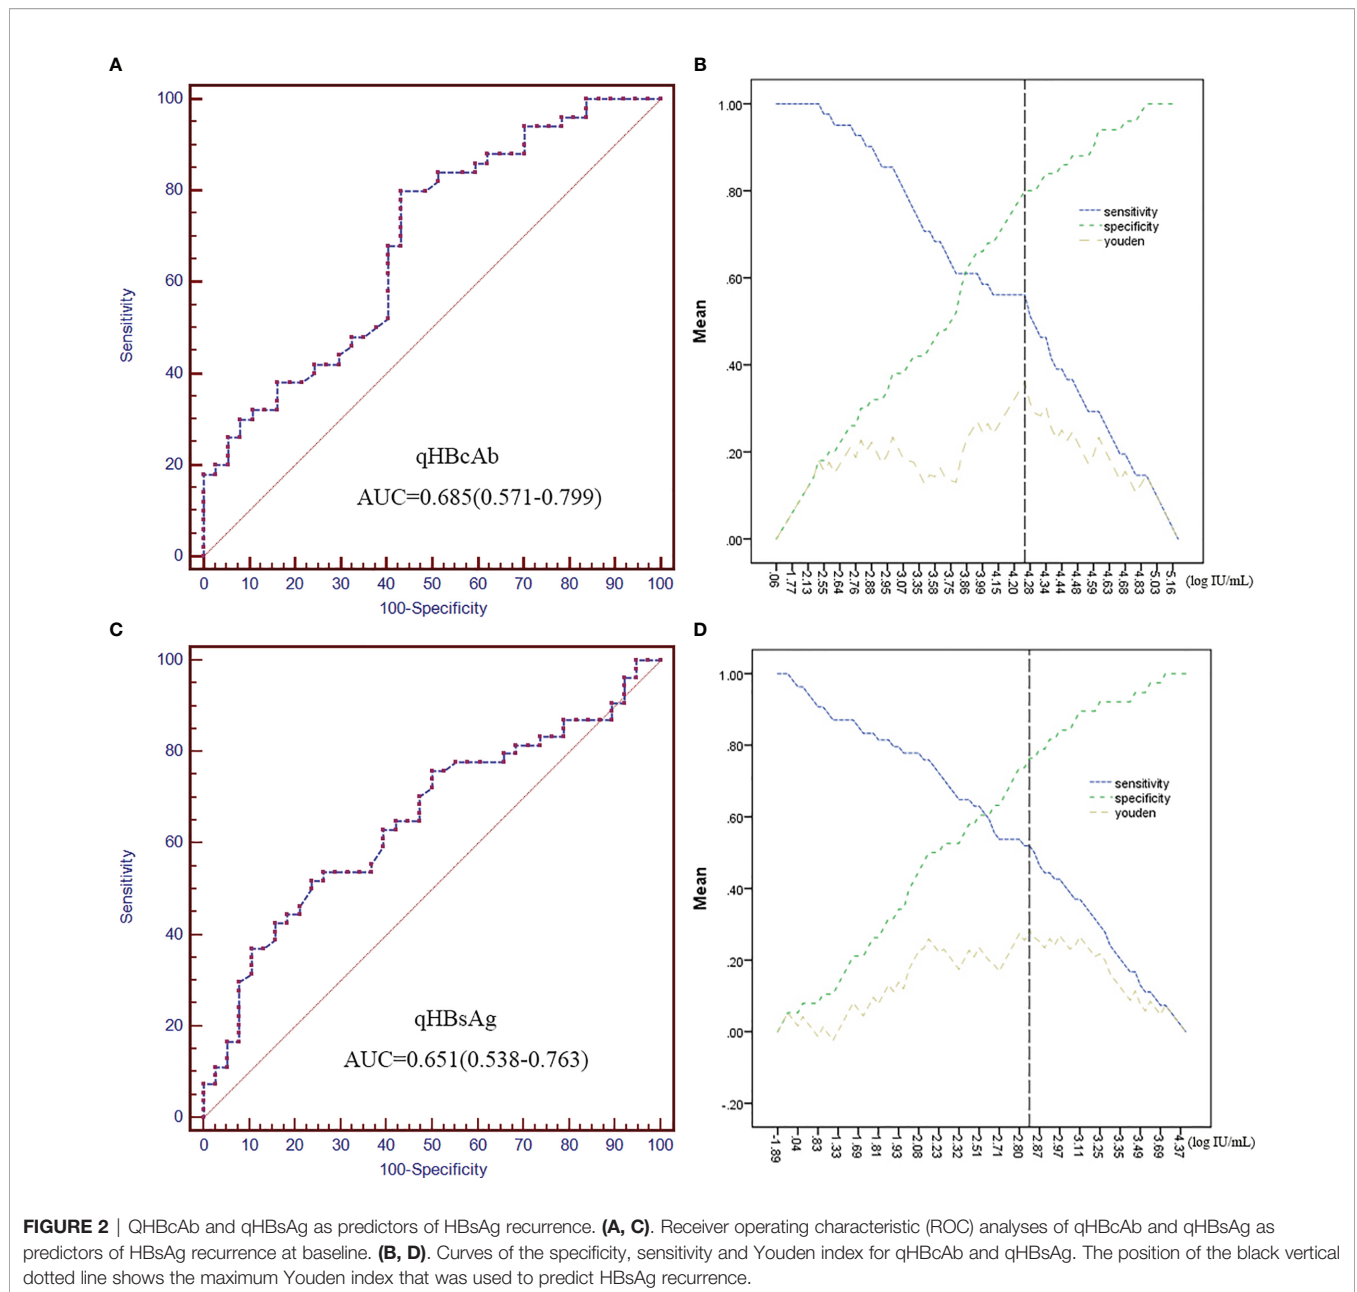 A
100
80
60
40
20
0
Sensitivity
qHBcAb
AUC=0.685(0.571-0.799)
0 10 20 30 40 50 60 70 80 90 100
100-Specificity
B
1.00
.80
.60
.40
.20
.00
Mean
sensitivity
specificity
youden
.06 1.77 2.13 2.55 2.64 2.76 2.88 2.95 3.07 3.35 3.58 3.75 3.86 3.99 4.15 4.20 4.28 4.34 4.44 4.48 4.59 4.63 4.68 4.83 5.03 5.16 (log IU/mL)
C
100
80
60
40
20
0
Sensitivity
qHBsAg
AUC=0.651(0.538-0.763)
0 10 20 30 40 50 60 70 80 90 100
100-Specificity
D
1.00
.80
.60
.40
.20
.00
-.20
Mean
sensitivity
specificity
youden
-1.89 .04 .83 1.33 1.69 1.81 1.93 2.08 2.23 2.32 2.51 2.71 2.80 2.87 2.97 3.11 3.25 3.35 3.49 3.69 4.37 (log IU/mL)
FIGURE 2 | QHBcAb and qHBsAg as predictors of HBsAg recurrence. (A, C). Receiver operating characteristic (ROC) analyses of qHBcAb and qHBsAg as
predictors of HBsAg recurrence at baseline. (B, D). Curves of the specificity, sensitivity and Youden index for qHBcAb and qHBsAg. The position of the black vertical
dotted line shows the maximum Youden index that was used to predict HBsAg recurrence.